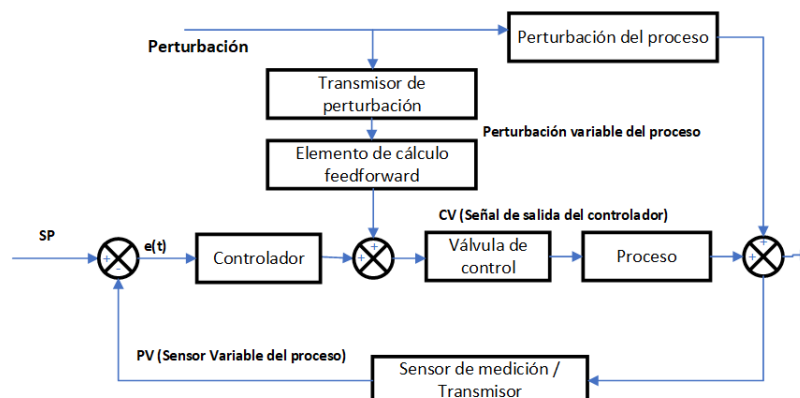 Perturbación
Perturbación del proceso
Transmisor de
perturbación
Perturbación variable del proceso
Elemento de cálculo
feedforward
CV (Señal de salida del controlador)
SP
e(t)
+
-
Controlador
+
+
Válvula de
control
Proceso
+
+
PV (Sensor Variable del proceso)
Sensor de medición /
Transmisor